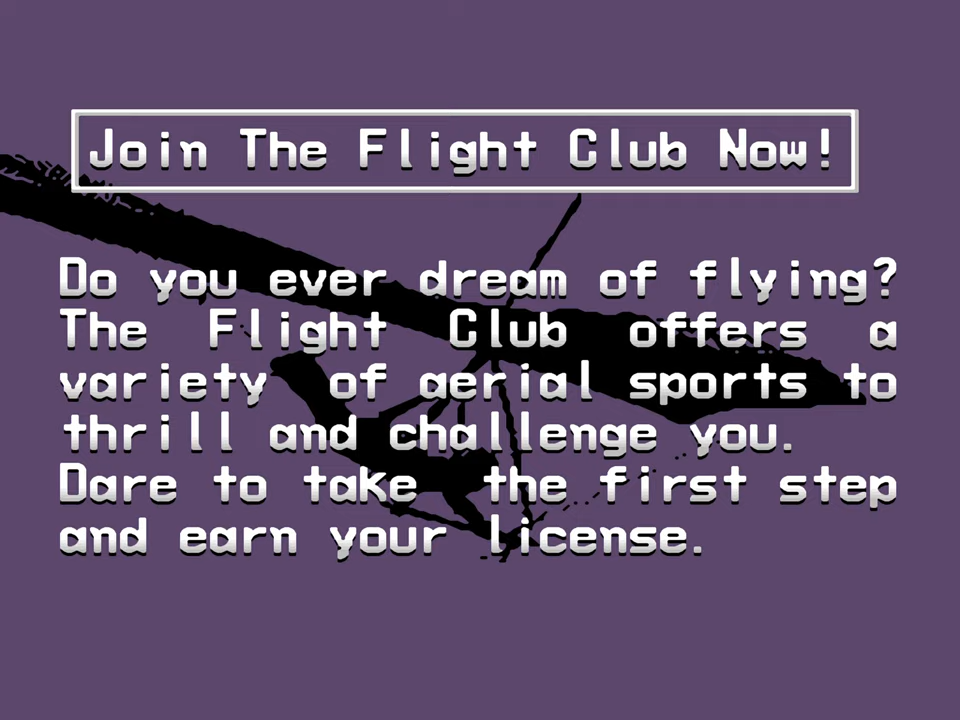 Join The Flight Club Now!
Do you ever dream of flying?
The Flight Club offers a
variety of aerial sports to
thrill and challenge you.
Dare to take the first step
and earn your license.